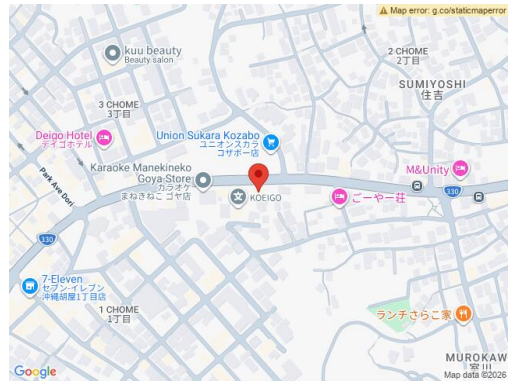 Map error: g.co/staticmaperror
kuu beauty
Beauty salon
2 CHOME
2丁目
SUMIYOSHI
住吉
3 CHOME
3丁目
Deigo Hotel
デイゴホテル
Union Sukara Kozabo
ユニオンスカラ
コザボー店
Karaoke Manekineko
Goya Store
カラオケ
まねきねこ ゴヤ店
M&Unity
Park Ave Dori
KOEIGO
ごーやー荘
330
330
7-Eleven
セブン-イレブン
沖縄胡屋1丁目店
1 CHOME
1丁目
ランチさらこ家
MUROKAW
室川
Google
Map data ©2026